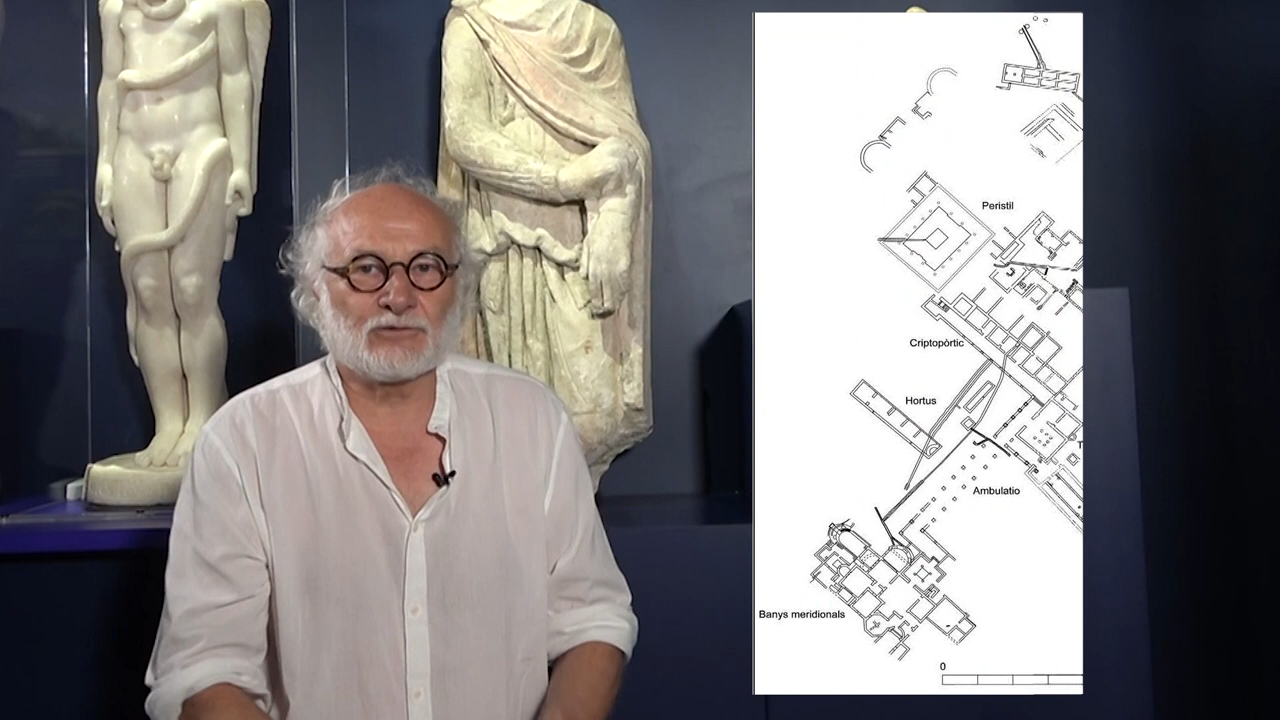 Peristil
Criptopòrtic
Hortus
T
Ambulatio
Banys meridionals
0